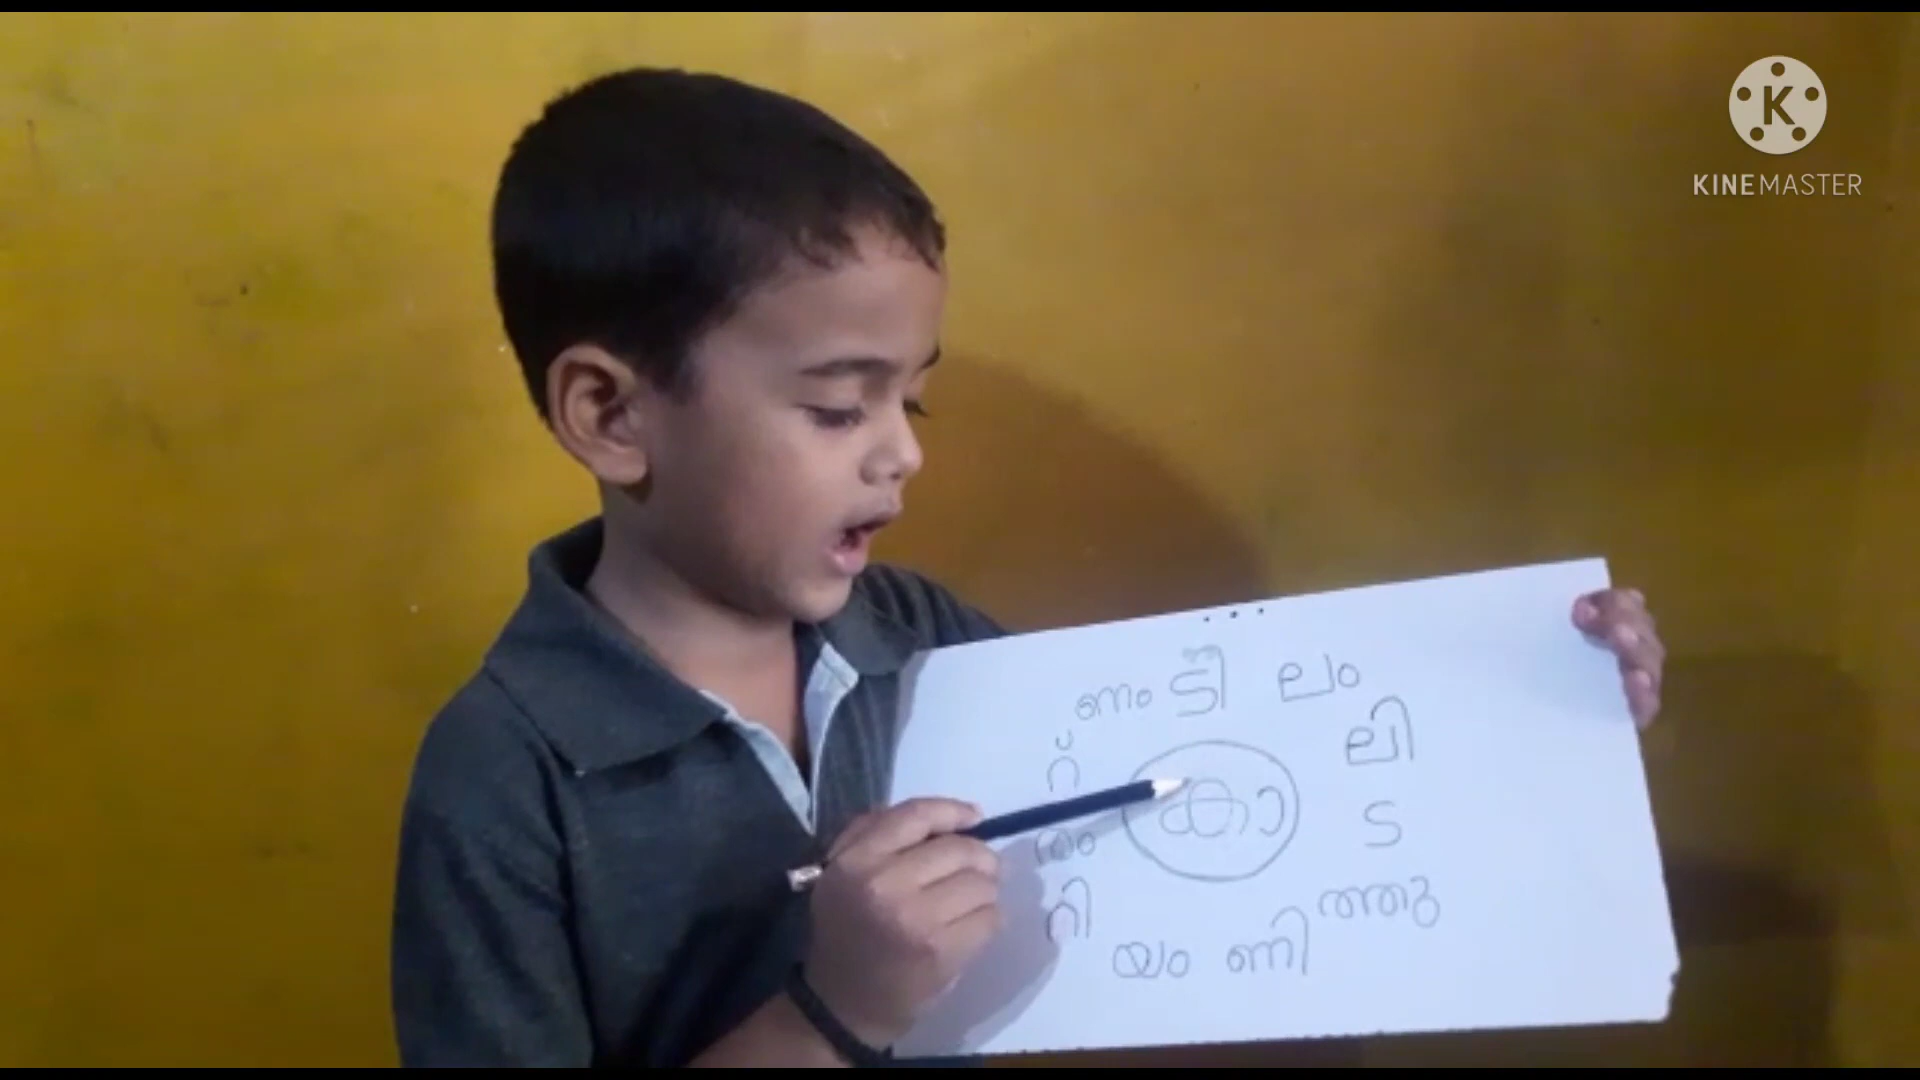 KINEMASTER
ണം ടി ലം
ലി
റ്
കാ
ട
രം
റി
ത്തു
യം ണി